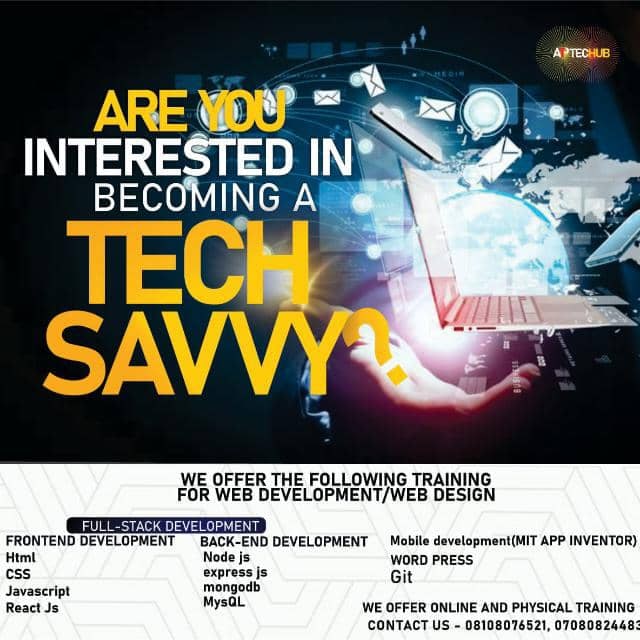 APTECHUB
ARE YOU
INTERESTED IN
BECOMING A
TECH
SAVVY?
WE OFFER THE FOLLOWING TRAINING
FOR WEB DEVELOPMENT/WEB DESIGN
FULL-STACK DEVELOPMENT
FRONTEND DEVELOPMENT
Html
CSS
Javascript
React Js
BACK-END DEVELOPMENT
Node js
express js
mongodb
MysQL
Mobile development(MIT APP INVENTOR)
WORD PRESS
Git
WE OFFER ONLINE AND PHYSICAL TRAINING
CONTACT US - 08108076521, 07080824483